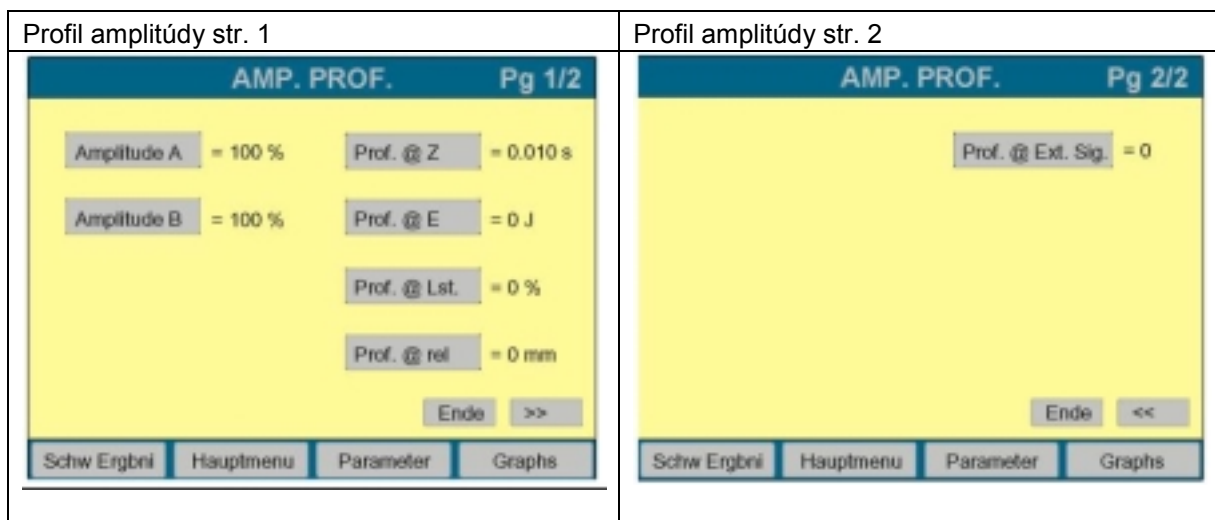 Profil amplitúdy str. 1
AMP. PROF. Pg 1/2
Amplitude A = 100 % Prof. @ Z = 0.010 s
Amplitude B = 100 % Prof. @ E = 0 J
Prof. @ Lst. = 0 %
Prof. @ rel = 0 mm
Ende >>
Schw Ergbni Hauptmenu Parameter Graphs
Profil amplitúdy str. 2
AMP. PROF. Pg 2/2
Prof. @ Ext. Sig. = 0
Ende <<
Schw Ergbni Hauptmenu Parameter Graphs